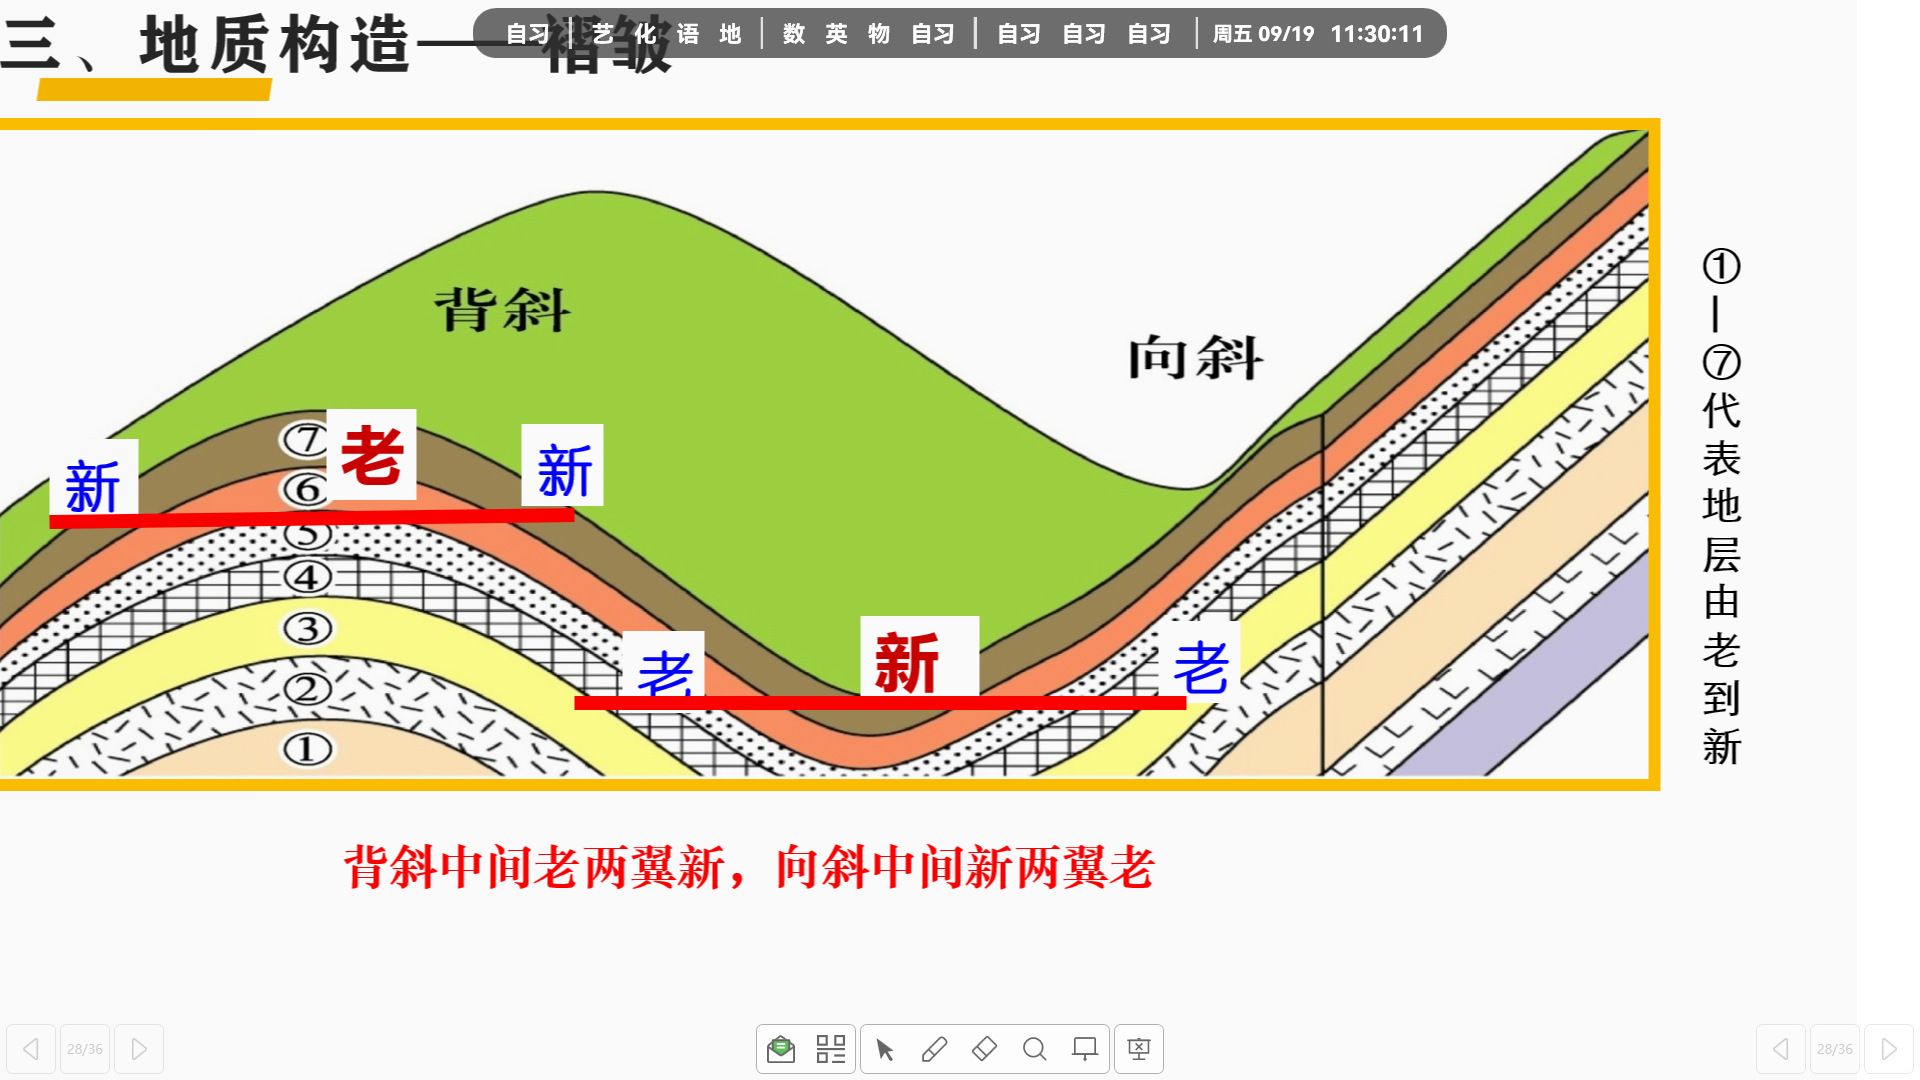 三、地质构造——褶皱
自习 | 艺 化 语 地 | 数 英 物 自习 | 自习 自习 自习 | 周五 09/19 11:30:11
背斜
向斜
新
⑦
老
新
⑥
⑤
④
③
②
①
老
新
老
①—⑦代表地层由老到新
背斜中间老两翼新，向斜中间新两翼老
28/36
28/36